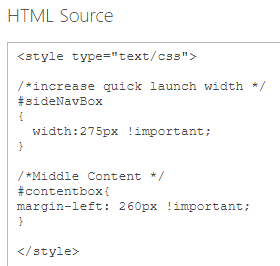 HTML Source
<style type="text/css">
/*increase quick launch width */
#sideNavBox
{
  width:275px !important;
}
/*Middle Content */
#contentbox{
margin-left: 260px !important;
}
</style>